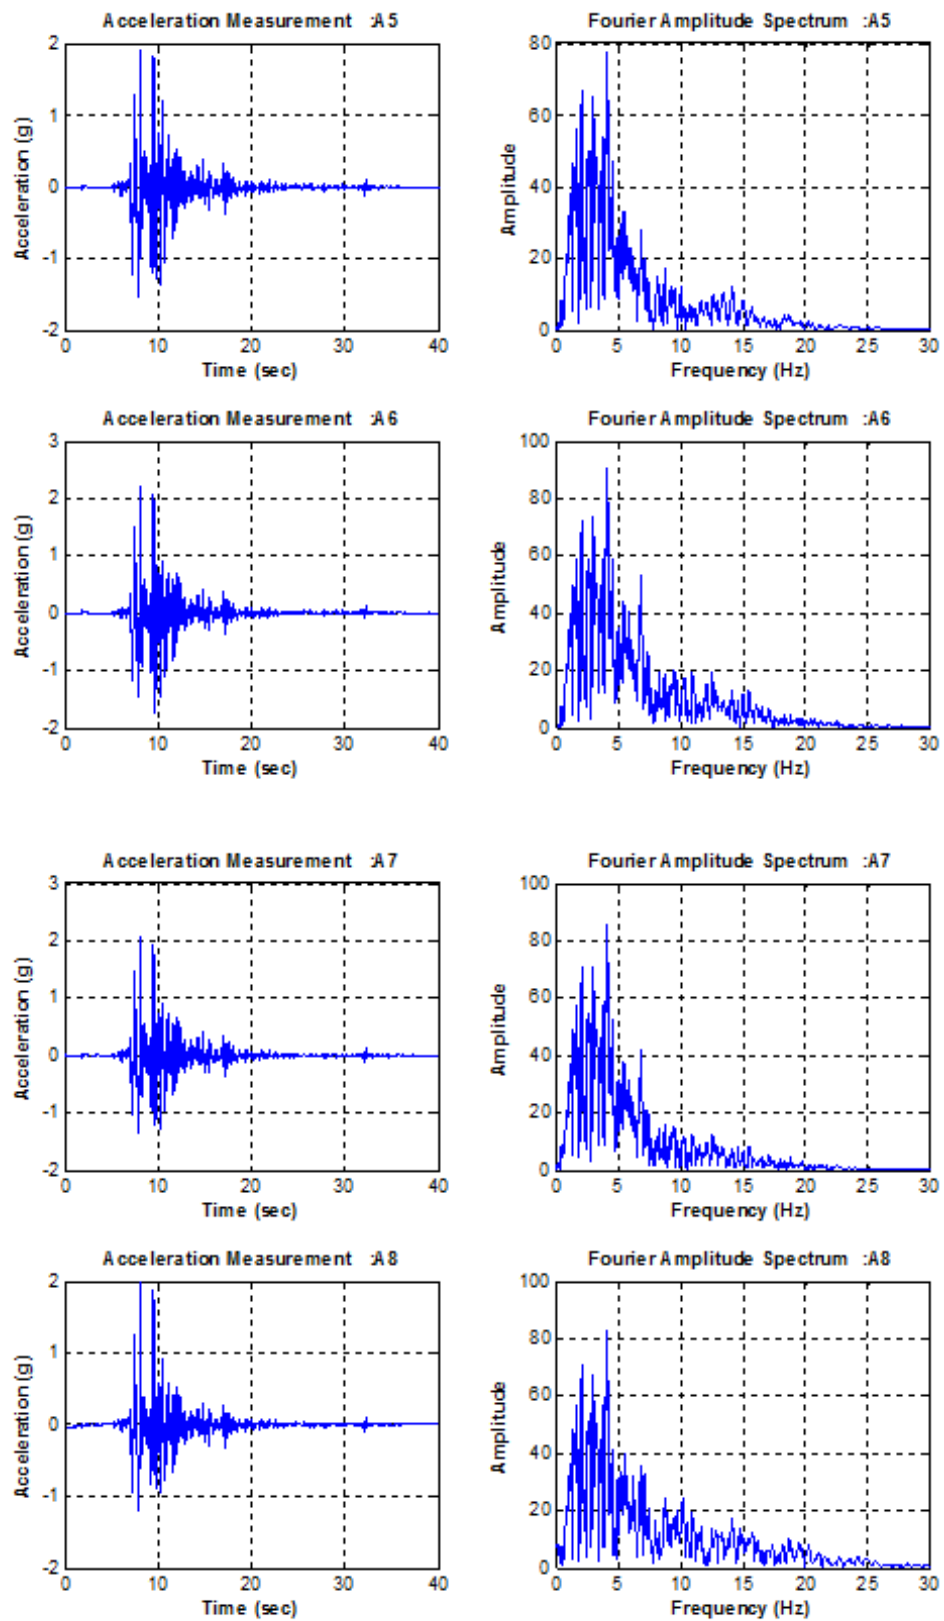 Acceleration Measurement :A5
Fourier Amplitude Spectrum :A5
2
1
0
-1
-2
Acceleration (g)
0 10 20 30 40
Time (sec)
80
60
40
20
0
Amplitude
0 5 10 15 20 25 30
Frequency (Hz)
Acceleration Measurement :A6
Fourier Amplitude Spectrum :A6
3
2
1
0
-1
-2
Acceleration (g)
0 10 20 30 40
Time (sec)
100
80
60
40
20
0
Amplitude
0 5 10 15 20 25 30
Frequency (Hz)
Acceleration Measurement :A7
Fourier Amplitude Spectrum :A7
3
2
1
0
-1
-2
Acceleration (g)
0 10 20 30 40
Time (sec)
100
80
60
40
20
0
Amplitude
0 5 10 15 20 25 30
Frequency (Hz)
Acceleration Measurement :A8
Fourier Amplitude Spectrum :A8
2
1
0
-1
-2
Acceleration (g)
0 10 20 30 40
Time (sec)
100
80
60
40
20
0
Amplitude
0 5 10 15 20 25 30
Frequency (Hz)